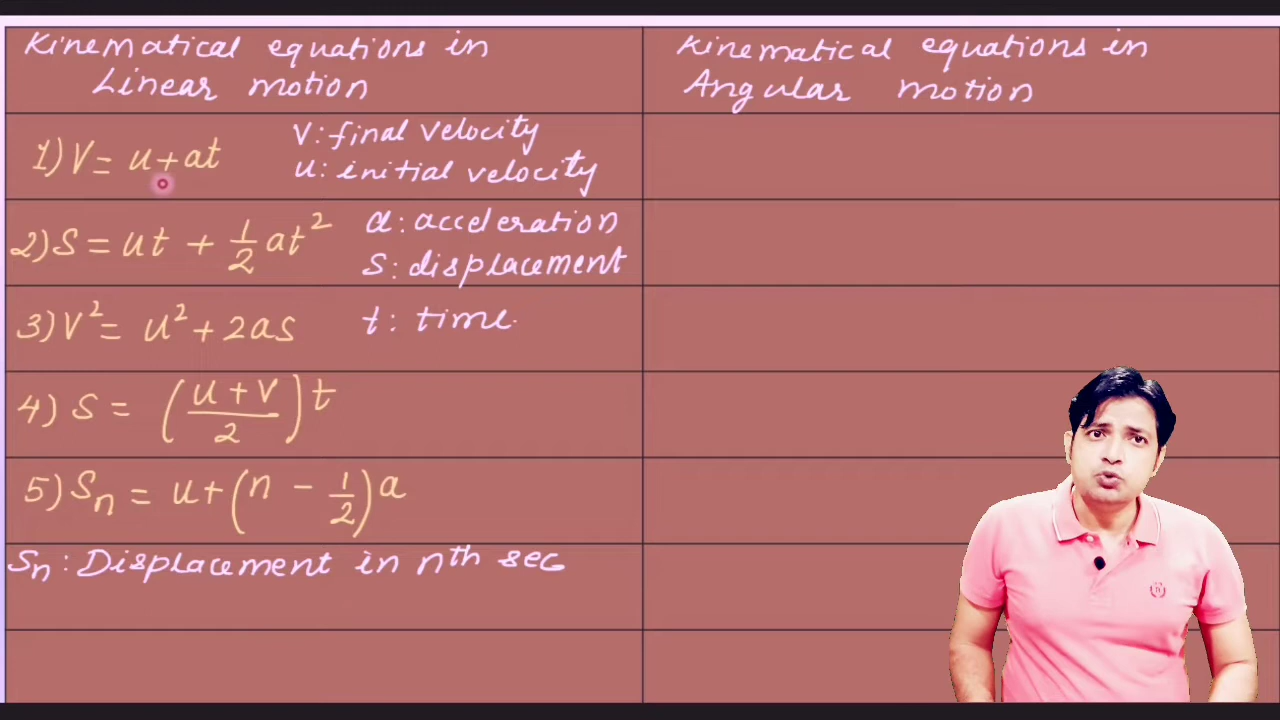 Kinematical equations in
Linear motion
Kinematical equations in
Angular motion
1) V = u + at
V: final velocity
u: initial velocity
2) S = ut + 1/2 at²
a: acceleration
S: displacement
3) V² = u² + 2as
t: time.
4) S = ((u + V)/2) t
5) Sₙ = u + (n - 1/2) a
Sₙ: Displacement in nth sec